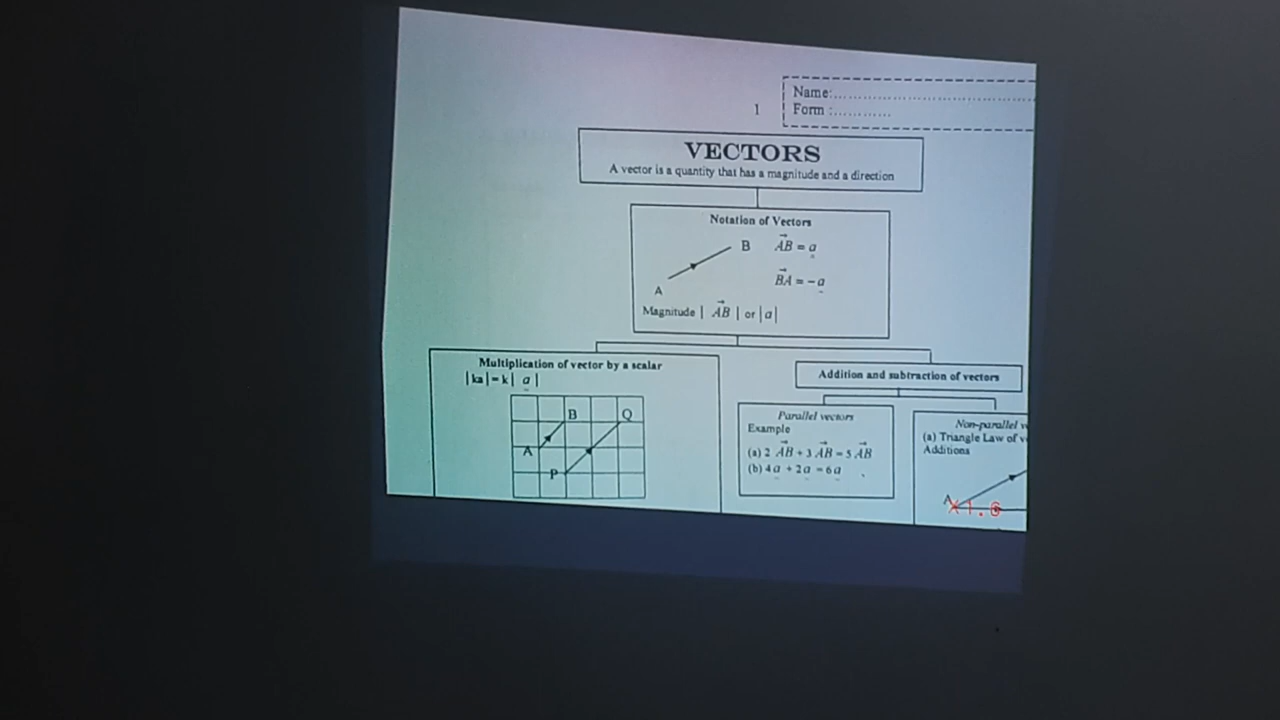 Name:..........................................
1
Form :............
VECTORS
A vector is a quantity that has a magnitude and a direction
Notation of Vectors
B
A
AB = a
BA = - a
Magnitude | AB | or |a|
Multiplication of vector by a scalar
|ka| = k| a |
B
Q
A
P
Addition and subtraction of vectors
Parallel vectors
Example
(a) 2 AB + 3 AB = 5 AB
(b) 4a + 2a = 6a
Non-parallel v
(a) Triangle Law of v
Additions
A
X1.6